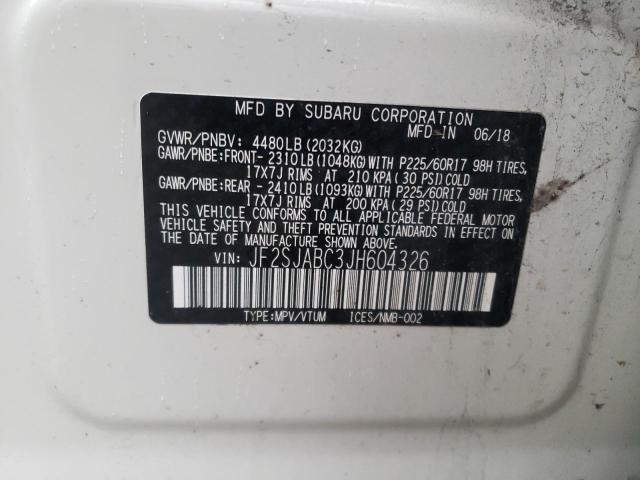 MFD BY SUBARU CORPORATION
MFD IN 06/18
GVWR/PNBV: 4480LB (2032KG)
GAWR/PNBE:FRONT- 2310LB (1048KG) WITH P225/60R17 98H TIRES,
17X7J RIMS AT 210 KPA ( 30 PSI) COLD
GAWR/PNBE:REAR - 2410LB (1093KG) WITH P225/60R17 98H TIRES,
17X7J RIMS AT 200 KPA ( 29 PSI) COLD
THIS VEHICLE CONFORMS TO ALL APPLICABLE FEDERAL MOTOR
VEHICLE SAFETY, BUMPER, AND THEFT PREVENTION STANDARDS
IN EFFECT ON THE DATE OF MANUFACTURE SHOWN ABOVE.
VIN: JF2SJABC3JH604326
TYPE:MPV/VTUM ICES/NMB-002